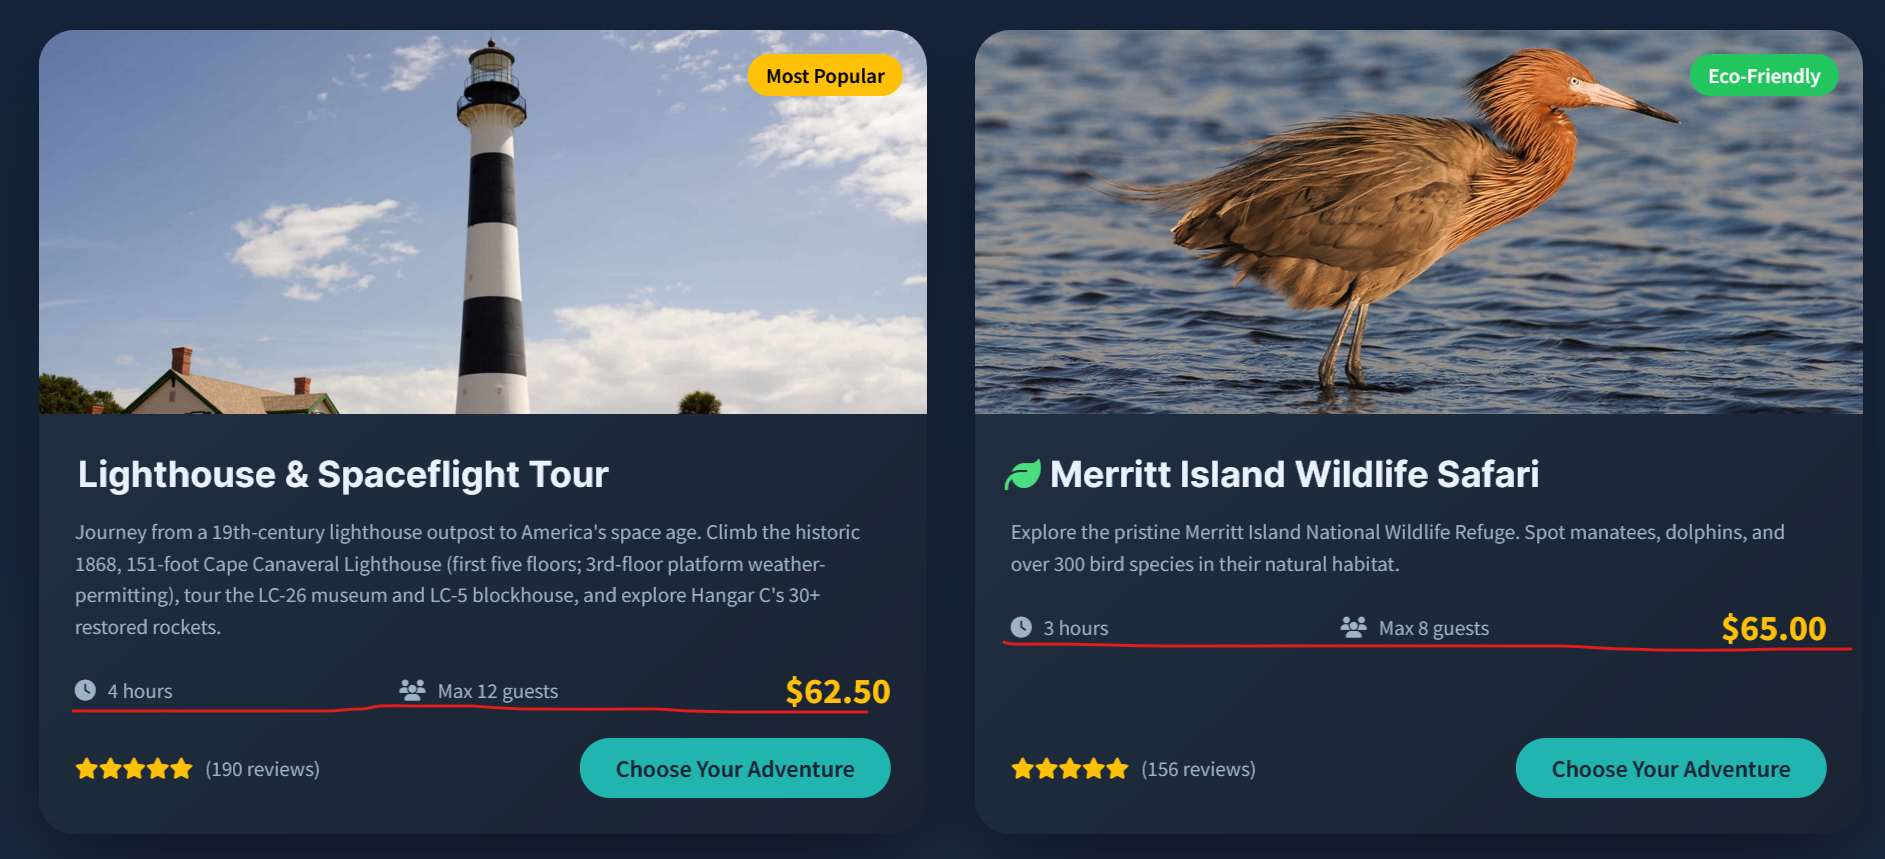 Most Popular
Lighthouse & Spaceflight Tour
Journey from a 19th-century lighthouse outpost to America's space age. Climb the historic
1868, 151-foot Cape Canaveral Lighthouse (first five floors; 3rd-floor platform weather-
permitting), tour the LC-26 museum and LC-5 blockhouse, and explore Hangar C's 30+
restored rockets.
4 hours
Max 12 guests
$62.50
(190 reviews)
Choose Your Adventure
Eco-Friendly
Merritt Island Wildlife Safari
Explore the pristine Merritt Island National Wildlife Refuge. Spot manatees, dolphins, and
over 300 bird species in their natural habitat.
3 hours
Max 8 guests
$65.00
(156 reviews)
Choose Your Adventure